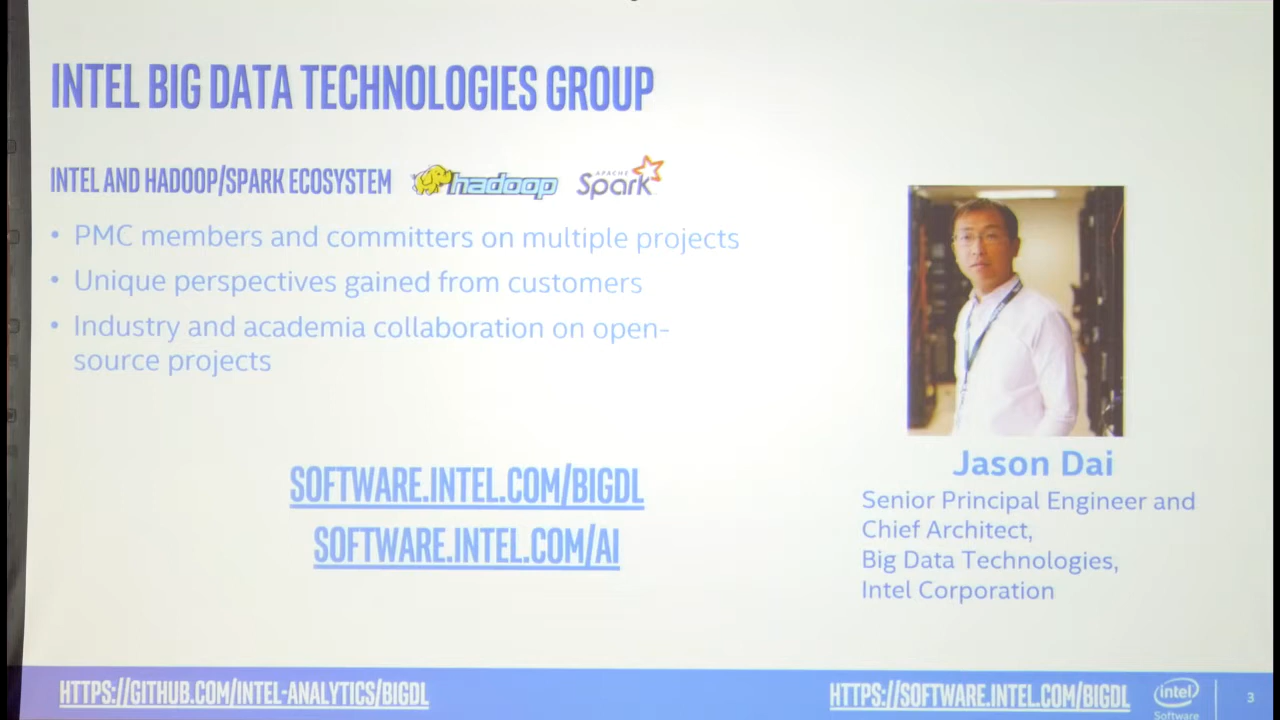 INTEL BIG DATA TECHNOLOGIES GROUP
INTEL AND HADOOP/SPARK ECOSYSTEM
hadoop
APACHE
Spark
• PMC members and committers on multiple projects
• Unique perspectives gained from customers
• Industry and academia collaboration on open-
source projects
SOFTWARE.INTEL.COM/BIGDL
SOFTWARE.INTEL.COM/AI
Jason Dai
Senior Principal Engineer and
Chief Architect,
Big Data Technologies,
Intel Corporation
HTTPS://GITHUB.COM/INTEL-ANALYTICS/BIGDL
HTTPS://SOFTWARE.INTEL.COM/BIGDL
intel
Software
3